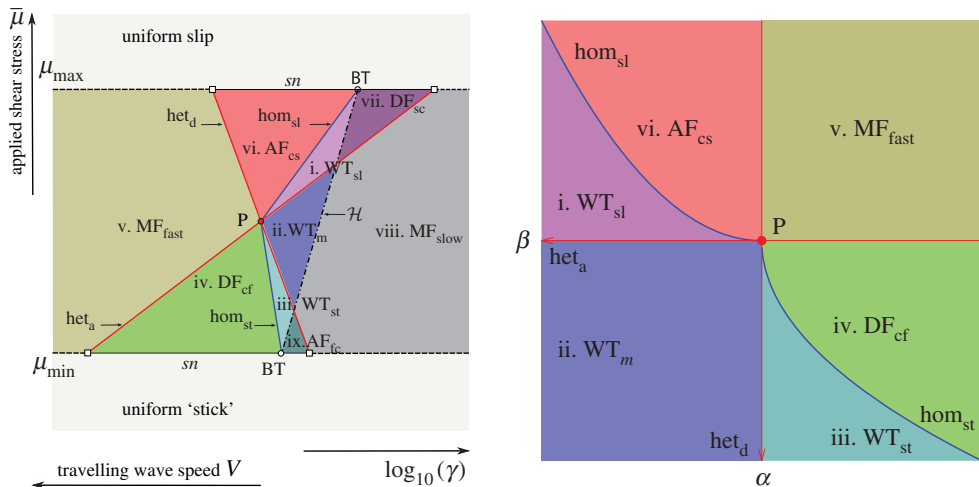 μ̅
applied shear stress
uniform slip
μ_max
sn
BT
vii. DF_sc
het_d
hom_sl
vi. AF_cs
i. WT_sl
P
ℋ
v. MF_fast
ii.WT_m
viii. MF_slow
iv. DF_cf
iii. WT_st
het_a
hom_st
ix.AF_fc
μ_min
sn
BT
uniform ‘stick’
travelling wave speed V
log₁₀(γ)
hom_sl
vi. AF_cs
v. MF_fast
i. WT_sl
P
β
het_a
iv. DF_cf
ii. WT_m
hom_st
het_d
iii. WT_st
α